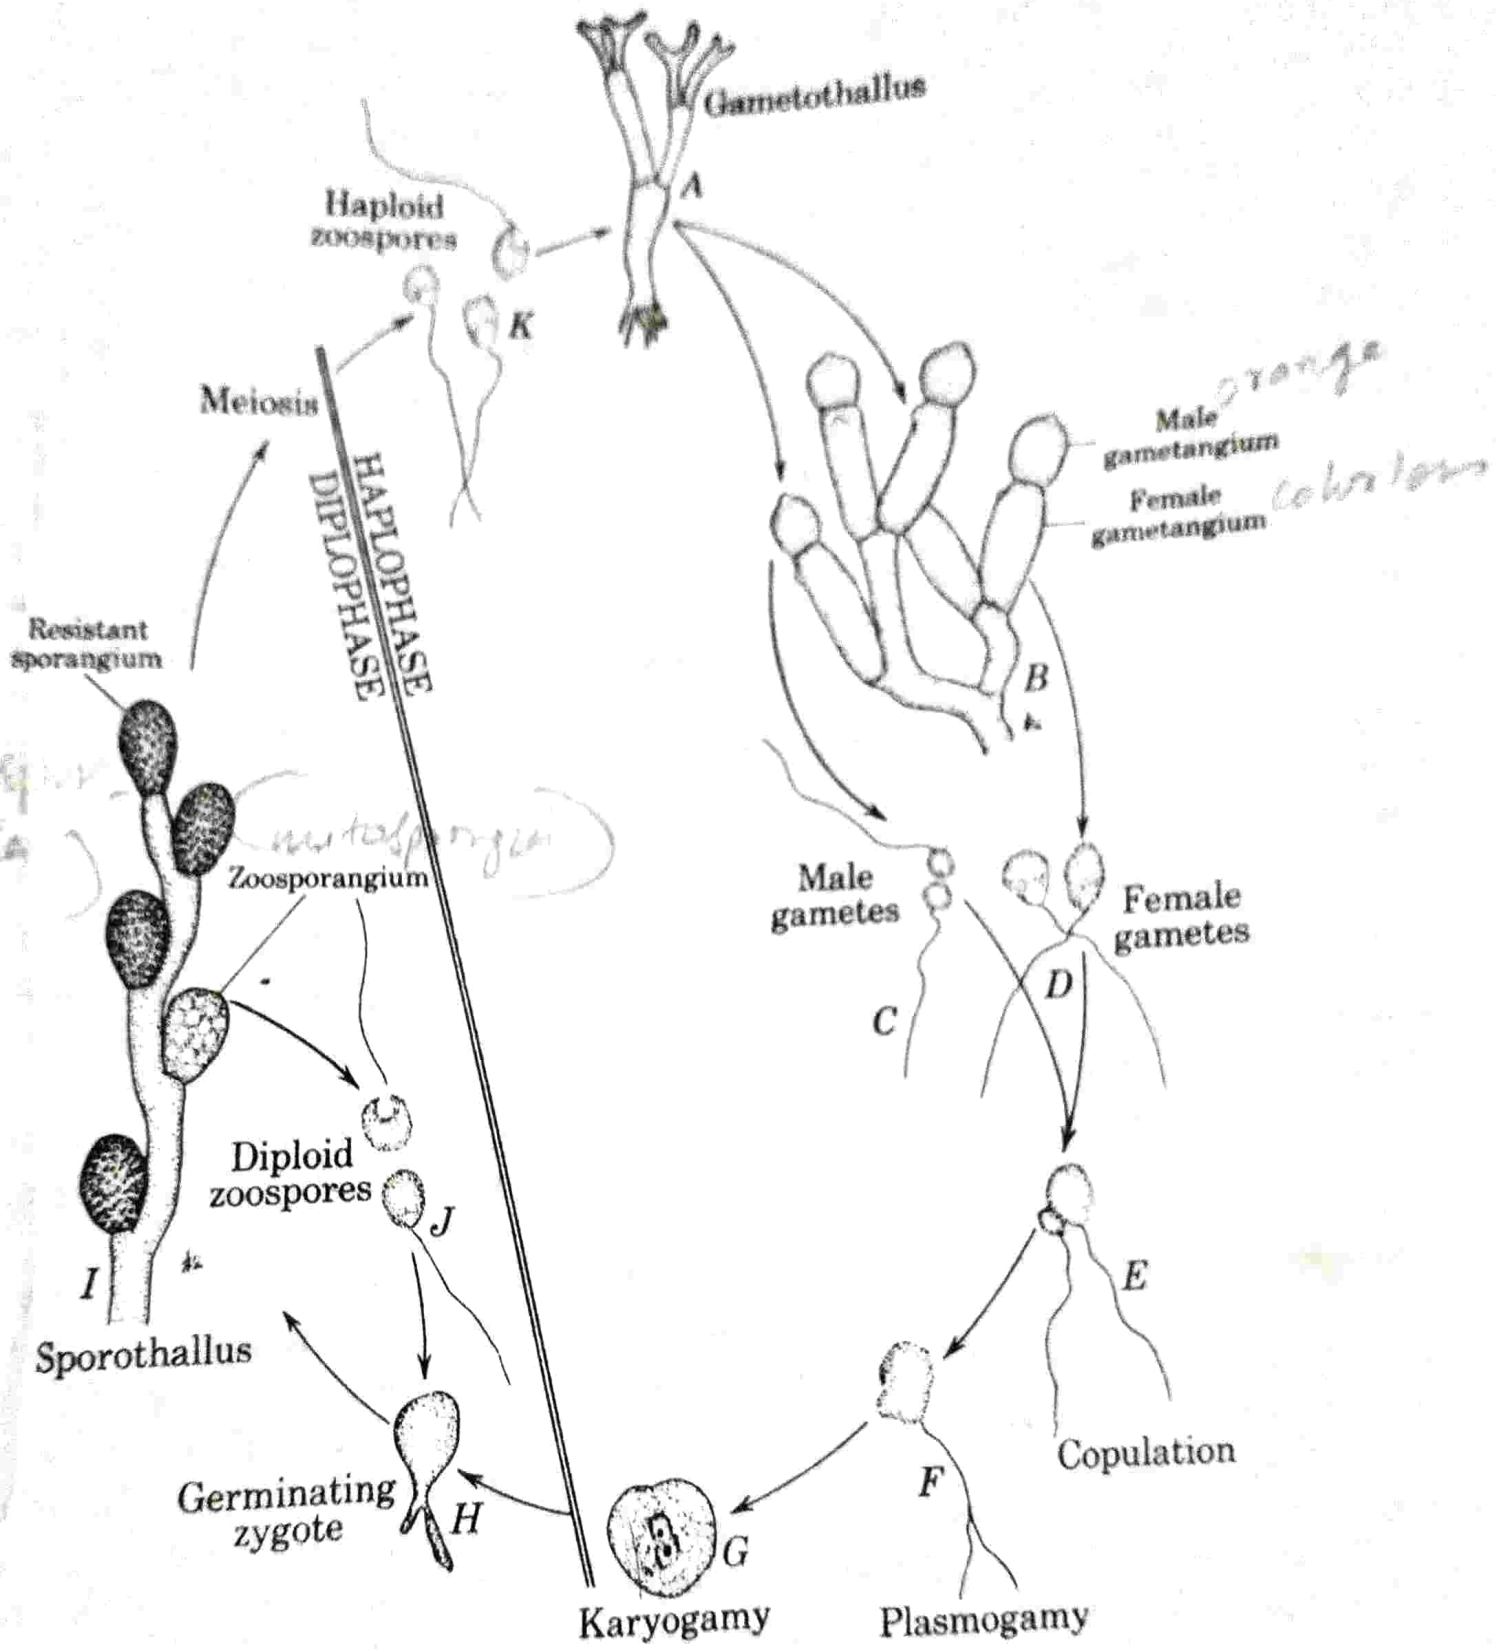 Gametothallus
A
Haploid
zoospores
K
Meiosis
HAPLOPHASE
DIPLOPHASE
orange
Male
gametangium
Female
gametangium
B
Resistant
sporangium
Zoosporangium
Male
gametes
Female
gametes
C
D
Diploid
zoospores
J
I
Sporothallus
E
Copulation
F
Germinating
zygote
H
G
Karyogamy
Plasmogamy